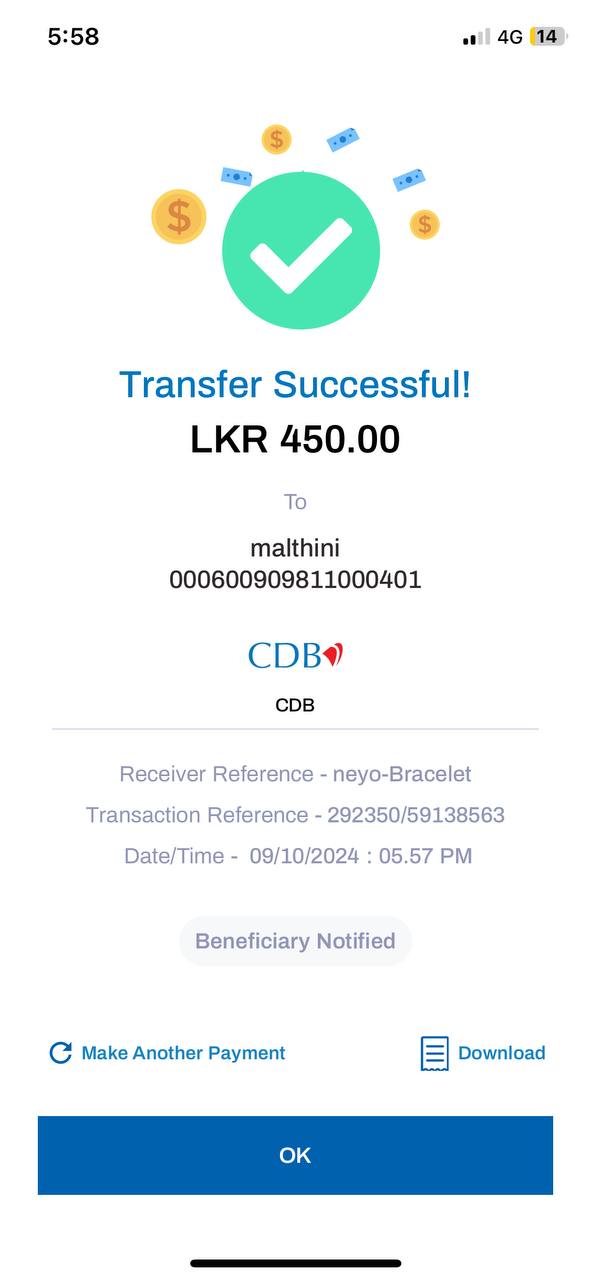 5:58
4G 14
$
$
$
Transfer Successful!
LKR 450.00
To
malthini
000600909811000401
CDB
CDB
Receiver Reference - neyo-Bracelet
Transaction Reference - 292350/59138563
Date/Time - 09/10/2024 : 05.57 PM
Beneficiary Notified
Make Another Payment
Download
OK